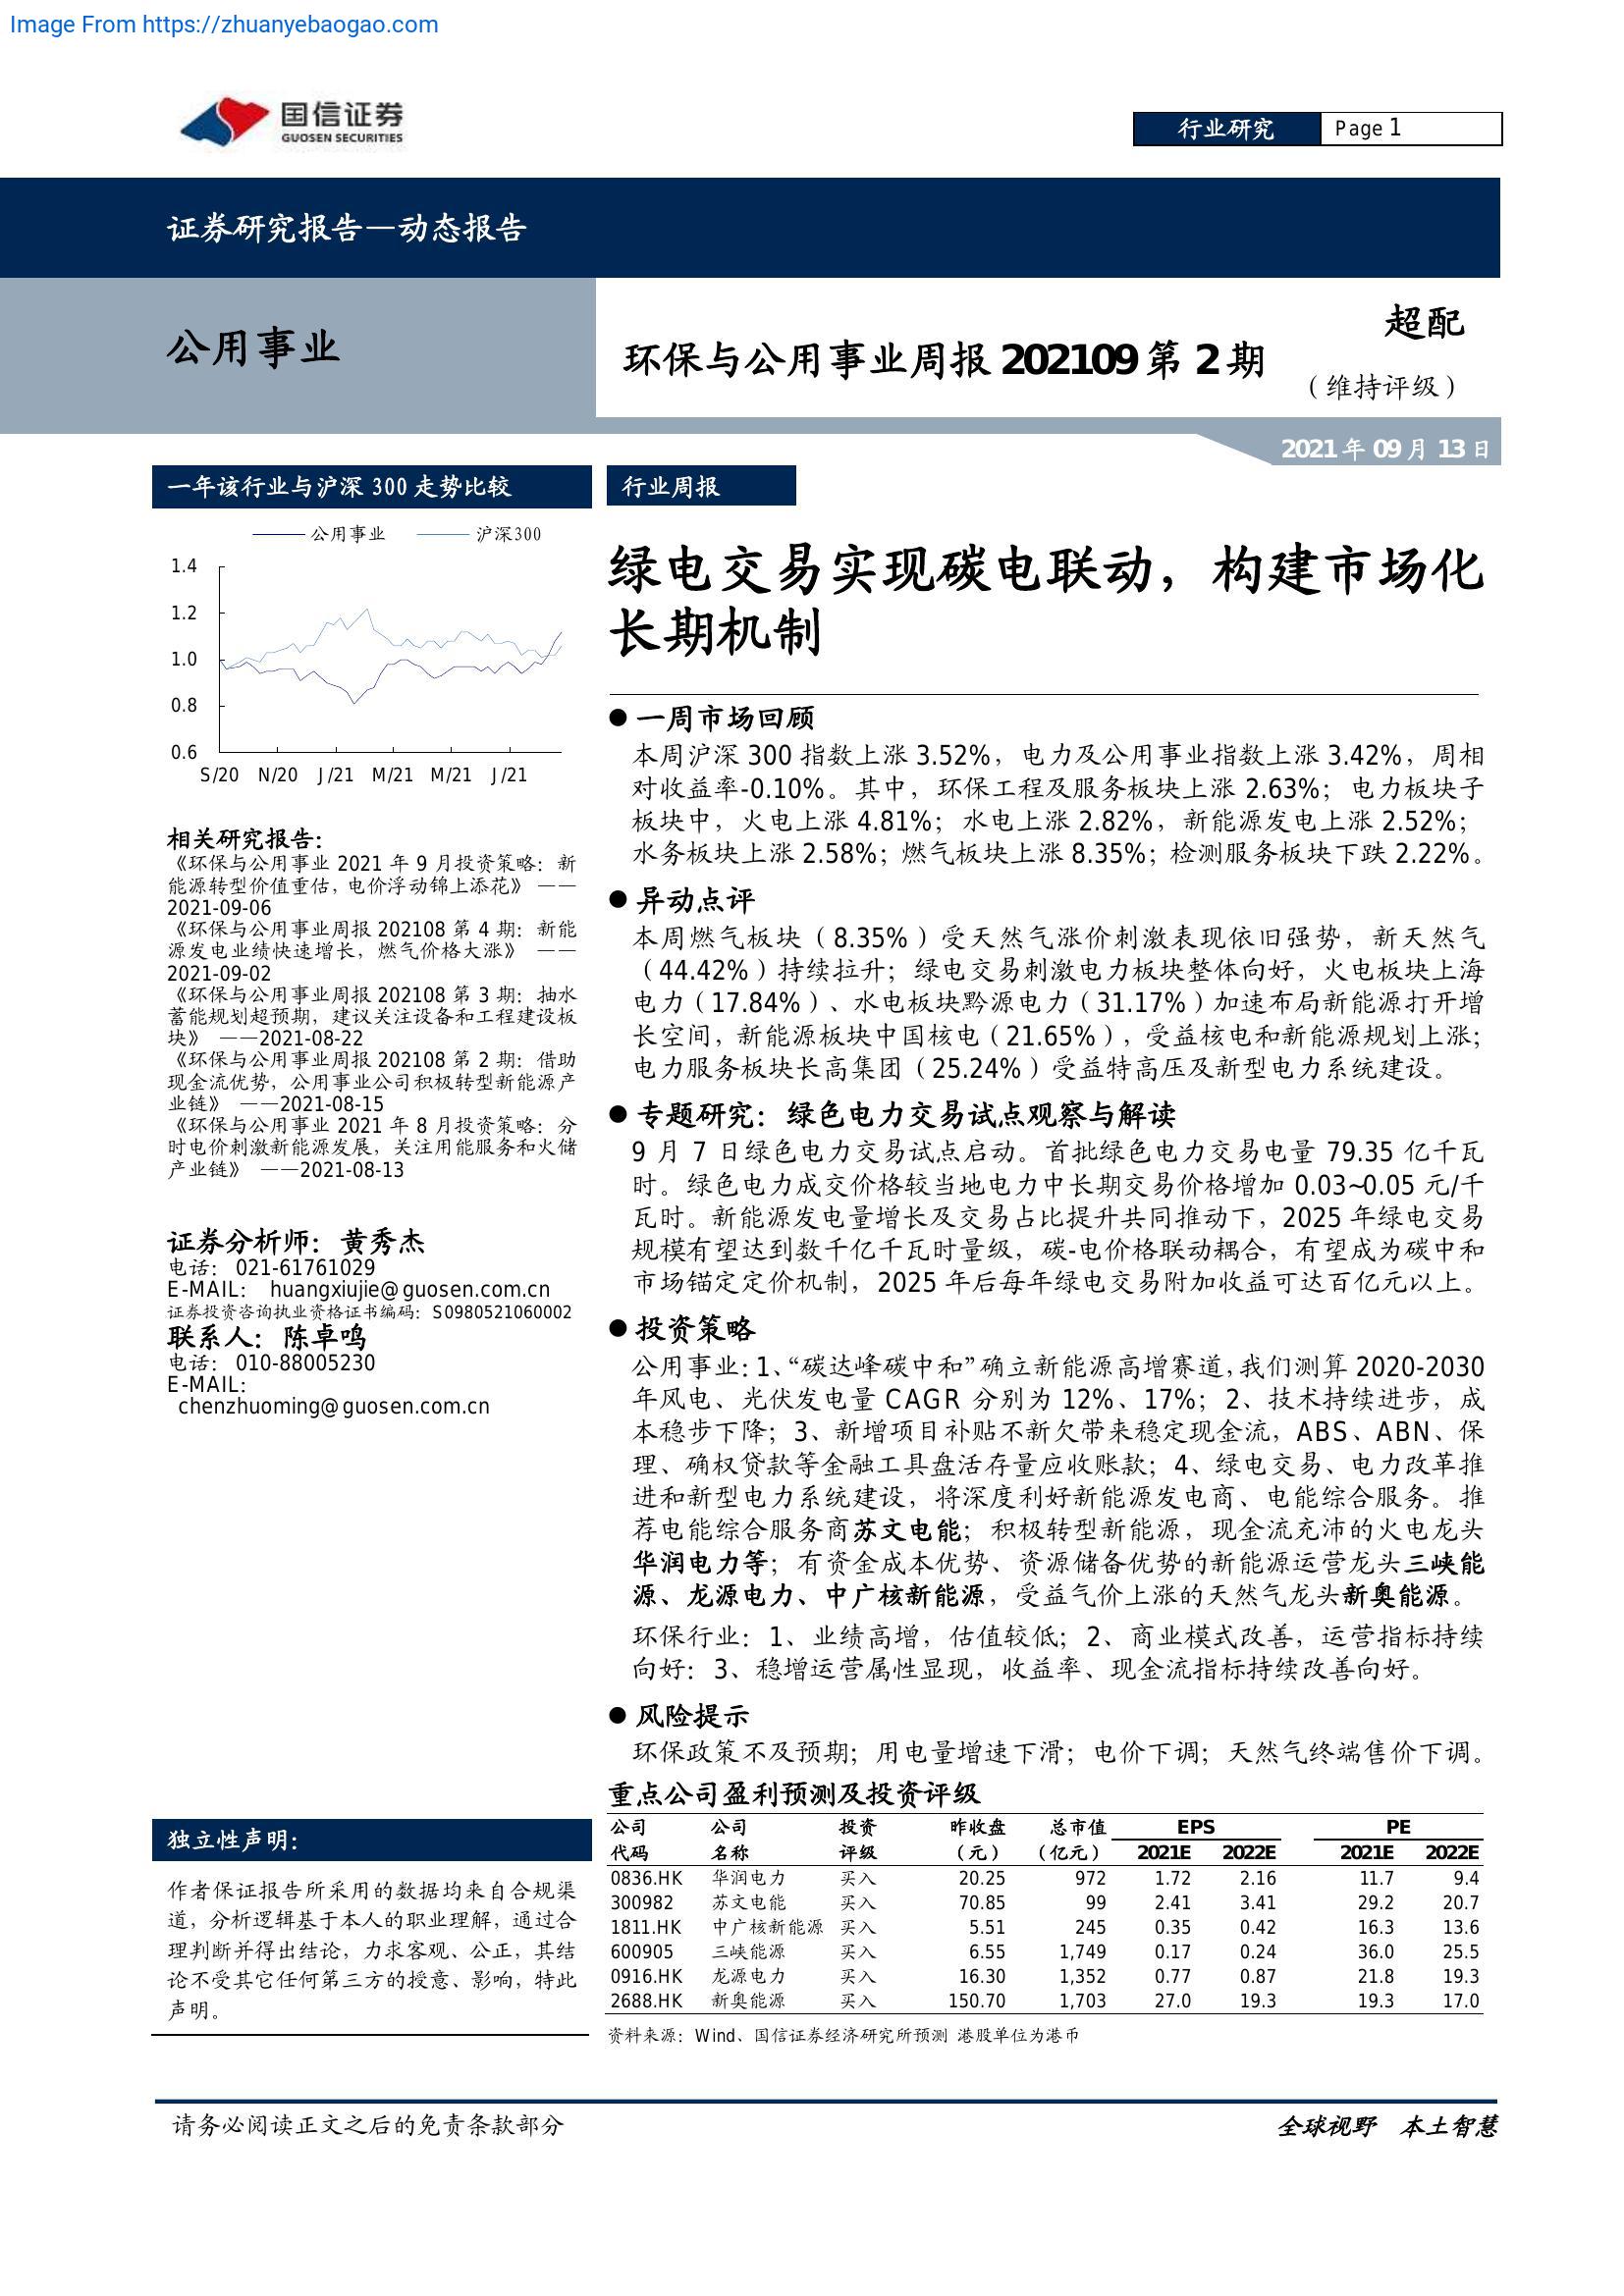 Image From https://zhuanyebaogao.com
国信证券
GUOSEN SECURITIES
行业研究 Page 1
证券研究报告—动态报告
公用事业
环保与公用事业周报 202109 第 2 期
超配
（维持评级）
2021 年 09 月 13 日
一年该行业与沪深 300 走势比较
公用事业 沪深300
1.4
1.2
1.0
0.8
0.6
S/20 N/20 J/21 M/21 M/21 J/21
相关研究报告：
《环保与公用事业 2021 年 9 月投资策略：新
能源转型价值重估，电价浮动锦上添花》 ——
2021-09-06
《环保与公用事业周报 202108 第 4 期：新能
源发电业绩快速增长，燃气价格大涨》 ——
2021-09-02
《环保与公用事业周报 202108 第 3 期：抽水
蓄能规划超预期，建议关注设备和工程建设板
块》 ——2021-08-22
《环保与公用事业周报 202108 第 2 期：借助
现金流优势，公用事业公司积极转型新能源产
业链》 ——2021-08-15
《环保与公用事业 2021 年 8 月投资策略：分
时电价刺激新能源发展，关注用能服务和火储
产业链》 ——2021-08-13
证券分析师：黄秀杰
电话： 021-61761029
E-MAIL： huangxiujie@guosen.com.cn
证券投资咨询执业资格证书编码：S0980521060002
联系人：陈卓鸣
电话： 010-88005230
E-MAIL：
chenzhuoming@guosen.com.cn
独立性声明：
作者保证报告所采用的数据均来自合规渠
道，分析逻辑基于本人的职业理解，通过合
理判断并得出结论，力求客观、公正，其结
论不受其它任何第三方的授意、影响，特此
声明。
行业周报
绿电交易实现碳电联动，构建市场化
长期机制
● 一周市场回顾
本周沪深 300 指数上涨 3.52%，电力及公用事业指数上涨 3.42%，周相
对收益率-0.10%。其中，环保工程及服务板块上涨 2.63%；电力板块子
板块中，火电上涨 4.81%；水电上涨 2.82%，新能源发电上涨 2.52%；
水务板块上涨 2.58%；燃气板块上涨 8.35%；检测服务板块下跌 2.22%。
● 异动点评
本周燃气板块（8.35%）受天然气涨价刺激表现依旧强势，新天然气
（44.42%）持续拉升；绿电交易刺激电力板块整体向好，火电板块上海
电力（17.84%）、水电板块黔源电力（31.17%）加速布局新能源打开增
长空间，新能源板块中国核电（21.65%），受益核电和新能源规划上涨；
电力服务板块长高集团（25.24%）受益特高压及新型电力系统建设。
● 专题研究：绿色电力交易试点观察与解读
9 月 7 日绿色电力交易试点启动。首批绿色电力交易电量 79.35 亿千瓦
时。绿色电力成交价格较当地电力中长期交易价格增加 0.03~0.05 元/千
瓦时。新能源发电量增长及交易占比提升共同推动下，2025 年绿电交易
规模有望达到数千亿千瓦时量级，碳-电价格联动耦合，有望成为碳中和
市场锚定定价机制，2025 年后每年绿电交易附加收益可达百亿元以上。
● 投资策略
公用事业：1、“碳达峰碳中和”确立新能源高增赛道，我们测算 2020-2030
年风电、光伏发电量 CAGR 分别为 12%、17%；2、技术持续进步，成
本稳步下降；3、新增项目补贴不新欠带来稳定现金流，ABS、ABN、保
理、确权贷款等金融工具盘活存量应收账款；4、绿电交易、电力改革推
进和新型电力系统建设，将深度利好新能源发电商、电能综合服务。推
荐电能综合服务商苏文电能；积极转型新能源，现金流充沛的火电龙头
华润电力等；有资金成本优势、资源储备优势的新能源运营龙头三峡能
源、龙源电力、中广核新能源，受益气价上涨的天然气龙头新奥能源。
环保行业：1、业绩高增，估值较低；2、商业模式改善，运营指标持续
向好：3、稳增运营属性显现，收益率、现金流指标持续改善向好。
● 风险提示
环保政策不及预期；用电量增速下滑；电价下调；天然气终端售价下调。
重点公司盈利预测及投资评级
公司 公司 投资 昨收盘 总市值 EPS PE
代码 名称 评级 （元） （亿元） 2021E 2022E 2021E 2022E
0836.HK 华润电力 买入 20.25 972 1.72 2.16 11.7 9.4
300982 苏文电能 买入 70.85 99 2.41 3.41 29.2 20.7
1811.HK 中广核新能源 买入 5.51 245 0.35 0.42 16.3 13.6
600905 三峡能源 买入 6.55 1,749 0.17 0.24 36.0 25.5
0916.HK 龙源电力 买入 16.30 1,352 0.77 0.87 21.8 19.3
2688.HK 新奥能源 买入 150.70 1,703 27.0 19.3 19.3 17.0
资料来源：Wind、国信证券经济研究所预测 港股单位为港币
请务必阅读正文之后的免责条款部分
全球视野 本土智慧